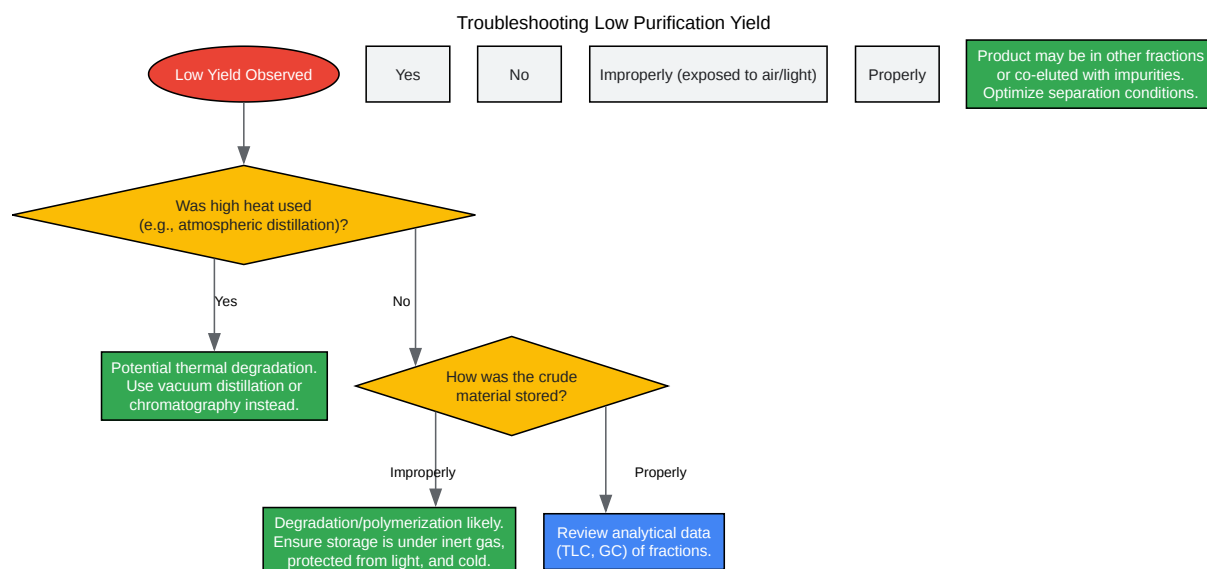 Troubleshooting Low Purification Yield
Low Yield Observed
Yes
No
Improperly (exposed to air/light)
Properly
Product may be in other fractions
or co-eluted with impurities.
Optimize separation conditions.
Was high heat used
(e.g., atmospheric distillation)?
Yes
No
Potential thermal degradation.
Use vacuum distillation or
chromatography instead.
How was the crude
material stored?
Improperly
Properly
Degradation/polymerization likely.
Ensure storage is under inert gas,
protected from light, and cold.
Review analytical data
(TLC, GC) of fractions.